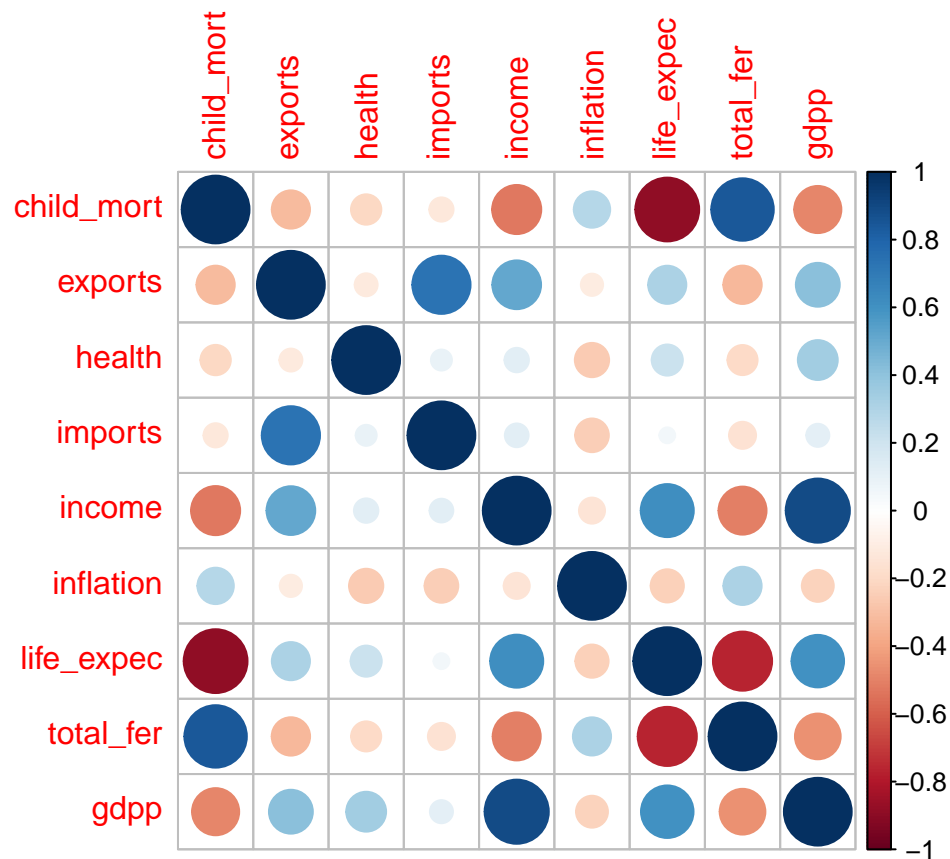 child_mort
exports
health
imports
income
inflation
life_expec
total_fer
gdpp
child_mort
exports
health
imports
income
inflation
life_expec
total_fer
gdpp
1
0.8
0.6
0.4
0.2
0
−0.2
−0.4
−0.6
−0.8
−1